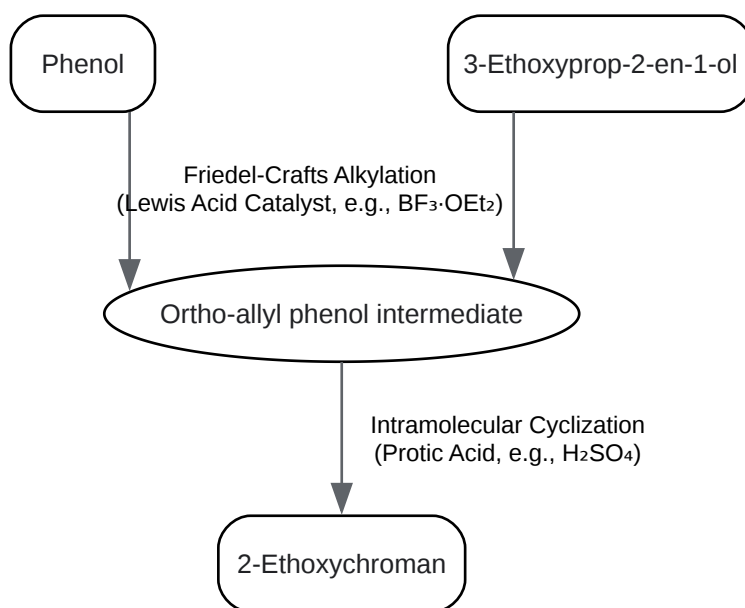 Phenol
3-Ethoxyprop-2-en-1-ol
Friedel-Crafts Alkylation
(Lewis Acid Catalyst, e.g., BF₃·OEt₂)
Ortho-allyl phenol intermediate
Intramolecular Cyclization
(Protic Acid, e.g., H₂SO₄)
2-Ethoxychroman